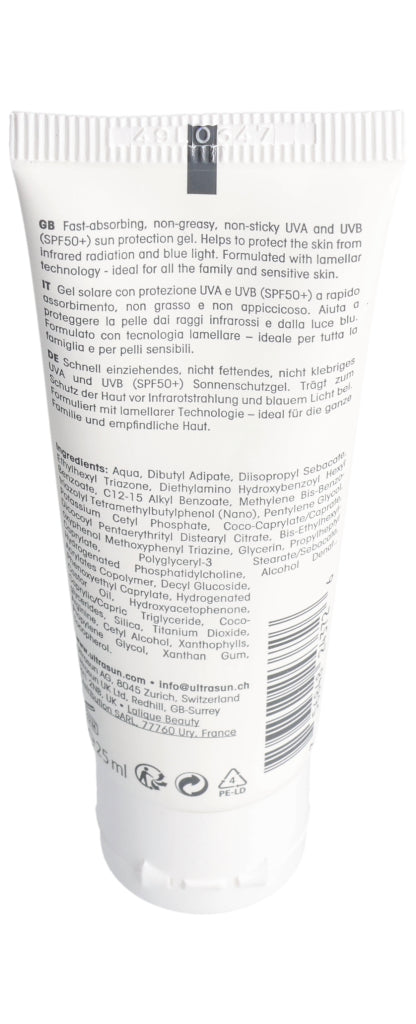 4910347
GB Fast-absorbing, non-greasy, non-sticky UVA and UVB
(SPF50+) sun protection gel. Helps to protect the skin from
infrared radiation and blue light. Formulated with lamellar
technology - ideal for all the family and sensitive skin.
IT Gel solare con protezione UVA e UVB (SPF50+) a rapido
assorbimento, non grasso e non appiccicoso. Aiuta a
proteggere la pelle dai raggi infrarossi e dalla luce blu.
Formulato con tecnologia lamellare – ideale per tutta la
famiglia e per pelli sensibili.
DE Schnell einziehendes, nicht fettendes, nicht klebriges
UVA und UVB (SPF50+) Sonnenschutzgel. Trägt zum
Schutz der Haut vor Infrarotstrahlung und blauem Licht bei.
Formuliert mit lamellarer Technologie – ideal für die ganze
Familie und empfindliche Haut.
Ingredients: Aqua, Dibutyl Adipate, Diisopropyl Sebacate,
Ethylhexyl Triazone, Diethylamino Hydroxybenzoyl Hexyl
Benzoate, C12-15 Alkyl Benzoate, Methylene Bis-Benzo-
triazolyl Tetramethylbutylphenol (Nano), Pentylene Glycol,
Potassium Cetyl Phosphate, Coco-Caprylate/Caprate,
Pentaerythrityl Distearyl Citrate, Bis-Ethylhexyl-
Methoxyphenyl Triazine, Glycerin, Propylheptyl
Polyglyceryl-3 Stearate/Sebacate
Phosphatidylcholine, Alcohol Denat.,
Copolymer, Decyl Glucoside,
Caprylate, Hydrogenated
Oil, Hydroxyacetophenone,
Triglyceride, Coco-
Silica, Titanium Dioxide,
Cetyl Alcohol, Xanthophylls,
Glycol, Xanthan Gum,
www.ultrasun.com • info@ultrasun.ch
AG, 8045 Zurich, Switzerland
UK Ltd, Redhill, GB-Surrey
UK • Lalique Beauty
SARL, 77760 Ury, France
25 ml
4
PE-LD